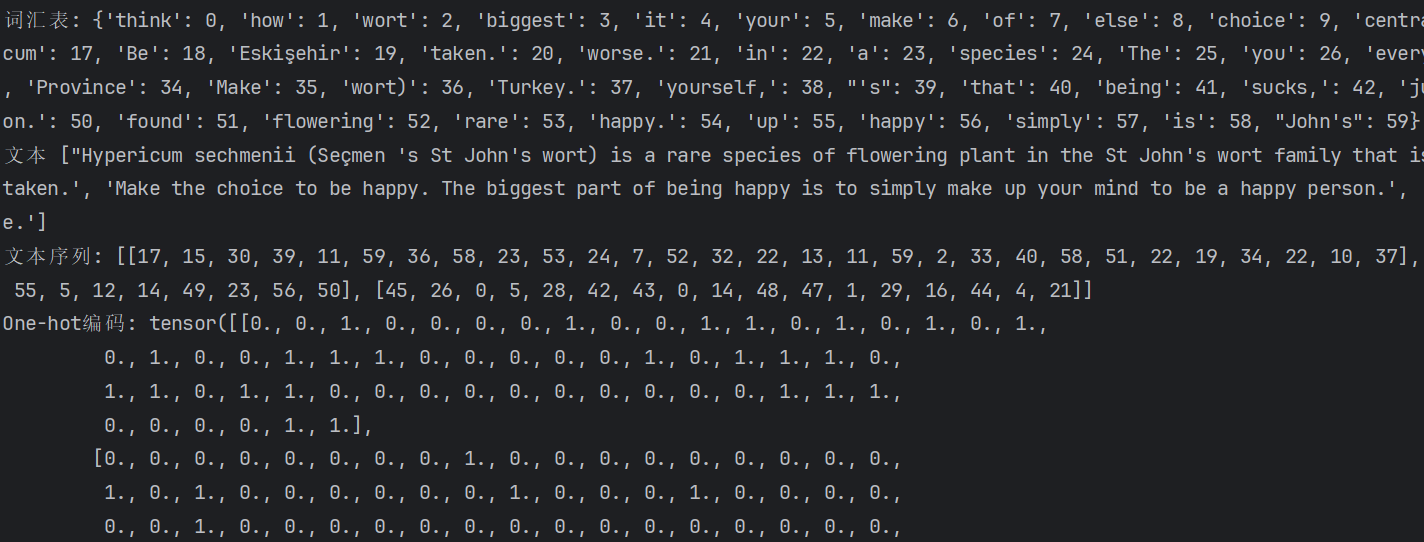 词汇表: {'think': 0, 'how': 1, 'wort': 2, 'biggest': 3, 'it': 4, 'your': 5, 'make': 6, 'of': 7, 'else': 8, 'choice': 9, 'centra
cum': 17, 'Be': 18, 'Eskişehir': 19, 'taken.': 20, 'worse.': 21, 'in': 22, 'a': 23, 'species': 24, 'The': 25, 'you': 26, 'every
, 'Province': 34, 'Make': 35, 'wort)': 36, 'Turkey.': 37, 'yourself,': 38, "'s": 39, 'that': 40, 'being': 41, 'sucks,': 42, 'ju
on.': 50, 'found': 51, 'flowering': 52, 'rare': 53, 'happy.': 54, 'up': 55, 'happy': 56, 'simply': 57, 'is': 58, "John's": 59}
文本 ["Hypericum sechmenii (Seçmen 's St John's wort) is a rare species of flowering plant in the St John's wort family that is
taken.', 'Make the choice to be happy. The biggest part of being happy is to simply make up your mind to be a happy person.',
e.']
文本序列: [[17, 15, 30, 39, 11, 59, 36, 58, 23, 53, 24, 7, 52, 32, 22, 13, 11, 59, 2, 33, 40, 58, 51, 22, 19, 34, 22, 10, 37],
55, 5, 12, 14, 49, 23, 56, 50], [45, 26, 0, 5, 28, 42, 43, 0, 14, 48, 47, 1, 29, 16, 44, 4, 21]]
One-hot编码: tensor([[0., 0., 1., 0., 0., 0., 0., 1., 0., 0., 1., 1., 0., 1., 0., 1., 0., 1.,
0., 1., 0., 0., 1., 1., 1., 0., 0., 0., 0., 0., 1., 0., 1., 1., 1., 0.,
1., 1., 0., 1., 1., 0., 0., 0., 0., 0., 0., 0., 0., 0., 0., 1., 1., 1.,
0., 0., 0., 0., 1., 1.],
[0., 0., 0., 0., 0., 0., 0., 0., 1., 0., 0., 0., 0., 0., 0., 0., 0., 0.,
1., 0., 1., 0., 0., 0., 0., 0., 0., 1., 0., 0., 0., 1., 0., 0., 0., 0.,
0., 0., 1., 0., 0., 0., 0., 0., 0., 0., 0., 0., 0., 0., 0., 0., 0., 0.,